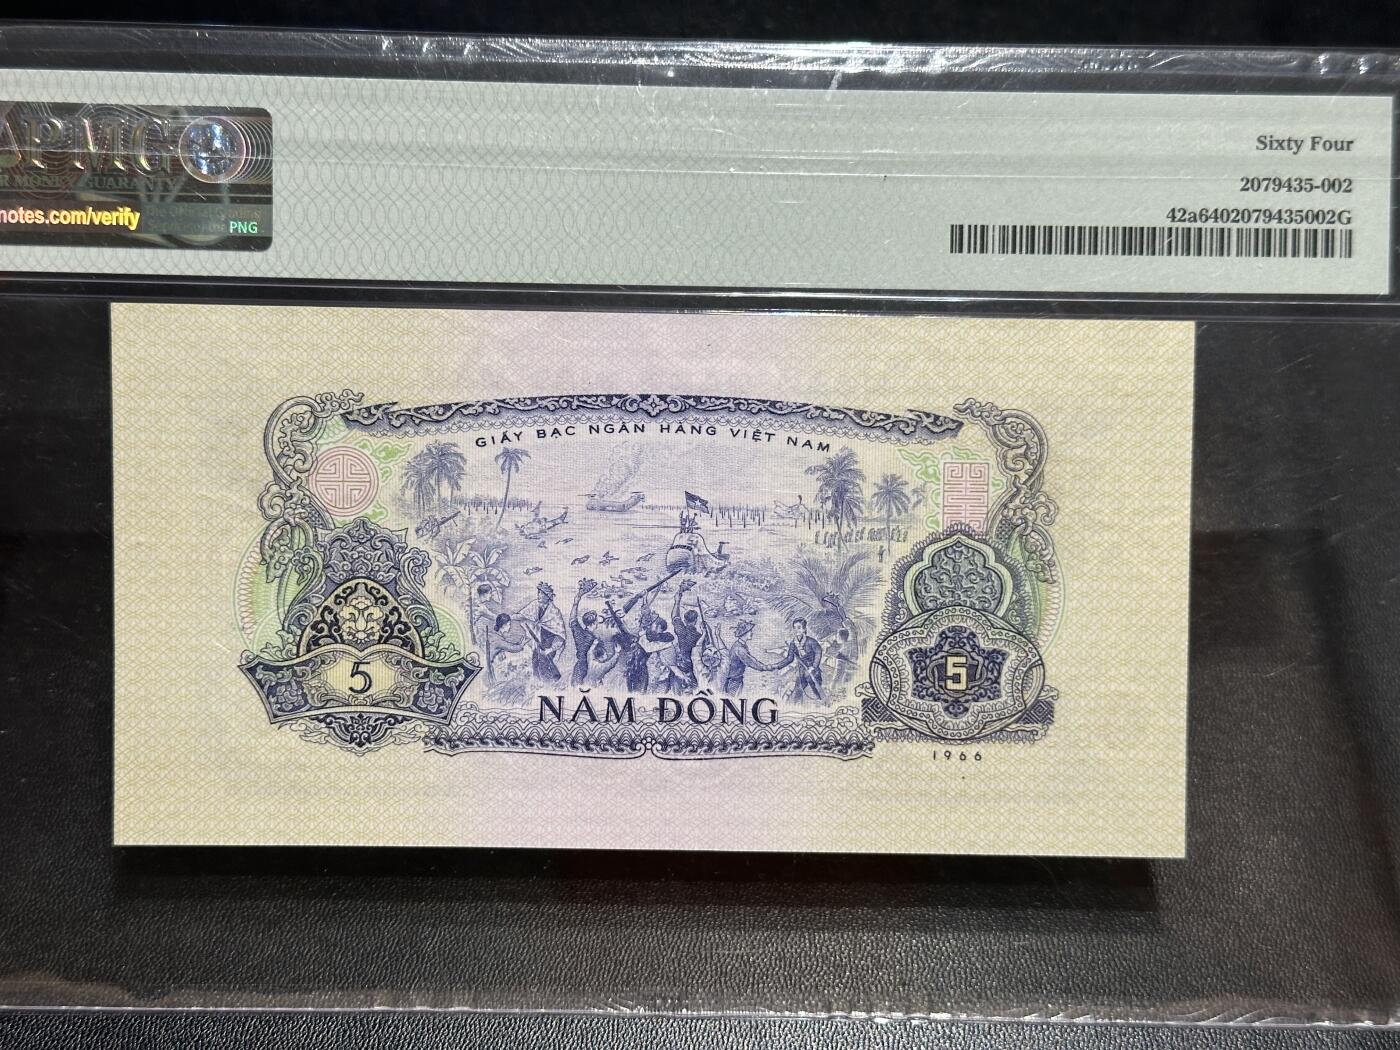 PMG
GUARANTY
notes.com/verify
PNG
Sixty Four
2079435-002
42a6402079435002G
GIẤY BẠC NGÂN HÀNG VIỆT NAM
5
5
NĂM ĐỒNG
1966